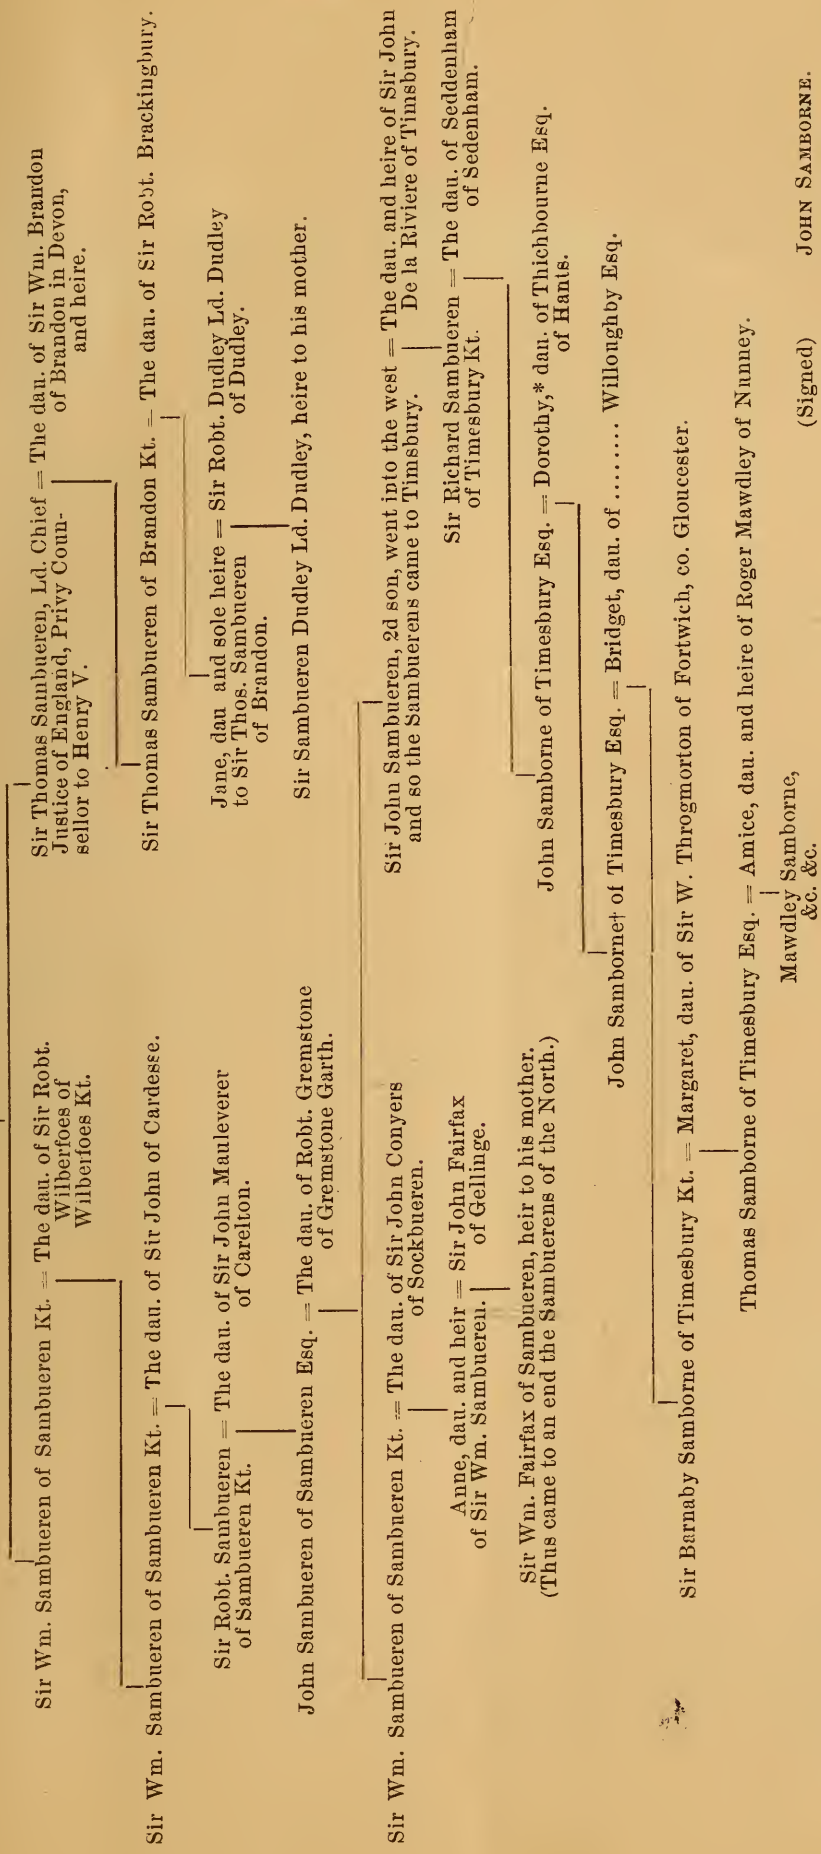 Sir Wm. Sambueren of Sambueren Kt. = The dau. of Sir Robt.
Wilberfoes of
Wilberfoes Kt.
Sir Thomas Sambueren, Ld. Chief = The dau. of Sir Wm. Brandon
Justice of England, Privy Coun- of Brandon in Devon,
sellor to Henry V. and heire.
Sir Wm. Sambueren of Sambueren Kt. = The dau. of Sir John of Cardesse.
Sir Thomas Sambueren of Brandon Kt. = The dau. of Sir Robt. Brackingbury.
Sir Robt. Sambueren = The dau. of Sir John Mauleverer
of Sambueren Kt. of Carelton.
Jane, dau and sole heire = Sir Robt. Dudley Ld. Dudley
to Sir Thos. Sambueren of Dudley.
of Brandon.
John Sambueren of Sambueren Esq. = The dau. of Robt. Gremstone
of Gremstone Garth.
Sir Sambueren Dudley Ld. Dudley, heire to his mother.
Sir Wm. Sambueren of Sambueren Kt. = The dau. of Sir John Conyers
of Sockbueren.
Sir John Sambueren, 2d son, went into the west = The dau. and heire of Sir John
and so the Sambuerens came to Timsbury. De la Riviere of Timsbury.
Anne, dau. and heir = Sir John Fairfax
of Sir Wm. Sambueren. of Gellinge.
Sir Richard Sambueren = The dau. of Seddenham
of Timesbury Kt. of Sedenham.
Sir Wm. Fairfax of Sambueren, heir to his mother.
(Thus came to an end the Sambuerens of the North.)
John Samborne of Timesbury Esq. = Dorothy,* dau. of Thichbourne Esq.
of Hants.
John Samborne† of Timesbury Esq. = Bridget, dau. of ........ Willoughby Esq.
Sir Barnaby Samborne of Timesbury Kt. = Margaret, dau. of Sir W. Throgmorton of Fortwich, co. Gloucester.
Thomas Samborne of Timesbury Esq. = Amice, dau. and heire of Roger Mawdley of Nunney.
Mawdley Samborne,
&c. &c.
(Signed) JOHN SAMBORNE.